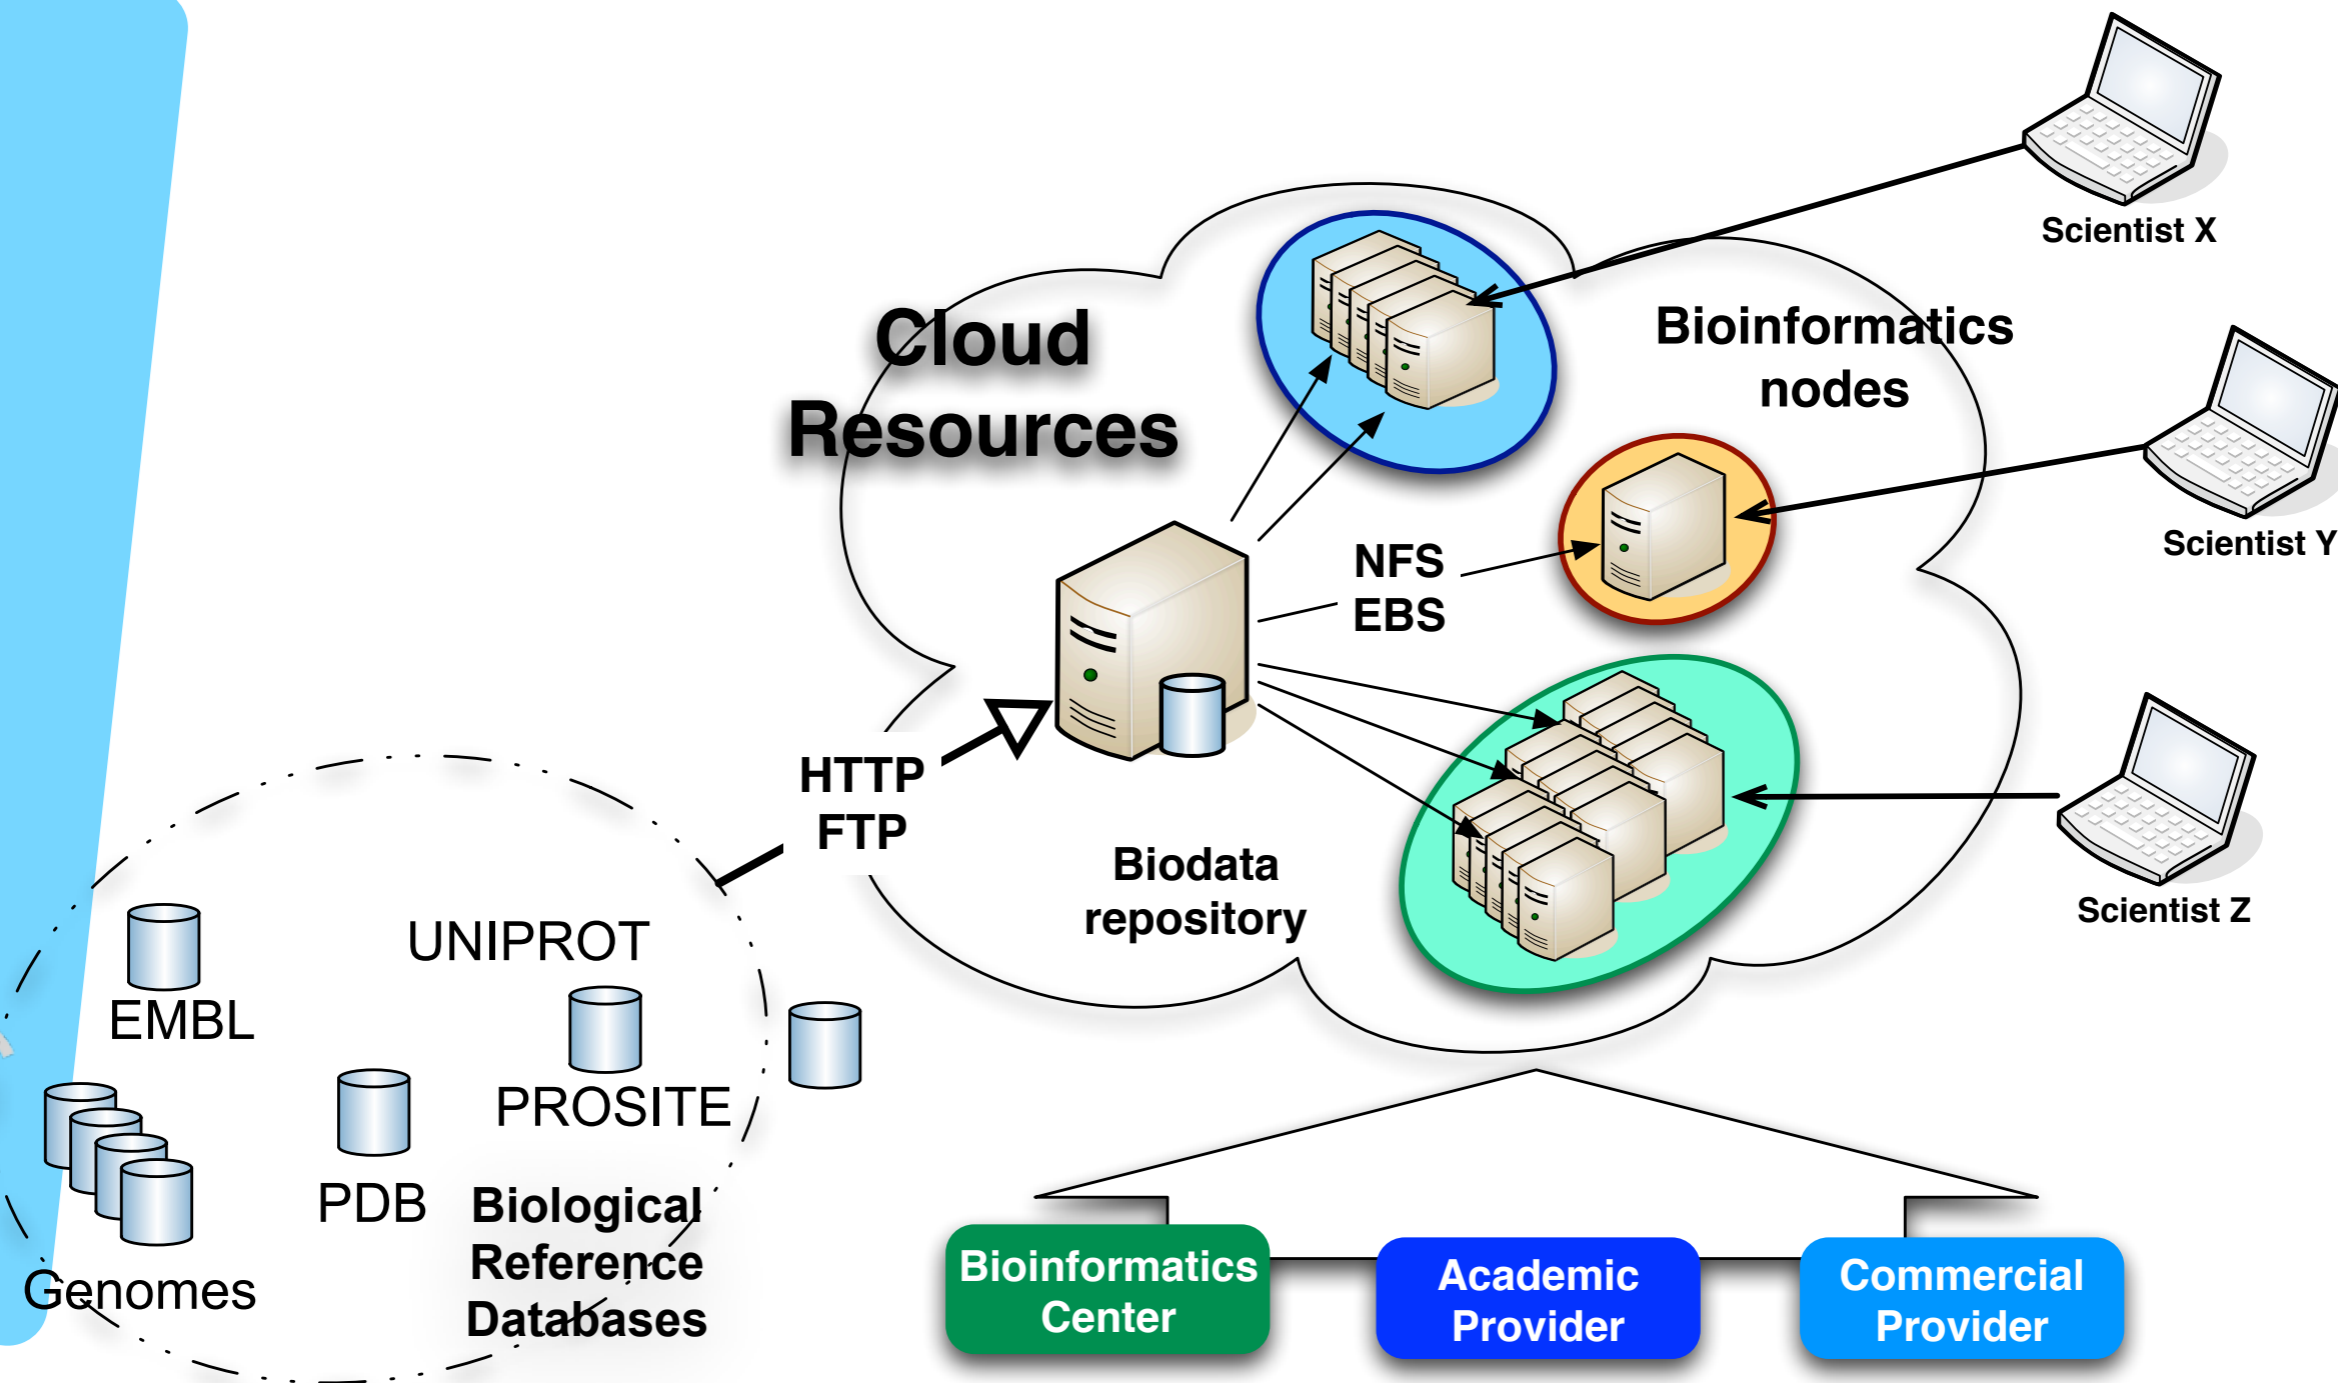 Scientist X
Cloud
Resources
Bioinformatics
nodes
Scientist Y
NFS
EBS
HTTP
FTP
Biodata
repository
Scientist Z
UNIPROT
EMBL
PROSITE
PDB
Genomes
Biological
Reference
Databases
Bioinformatics
Center
Academic
Provider
Commercial
Provider